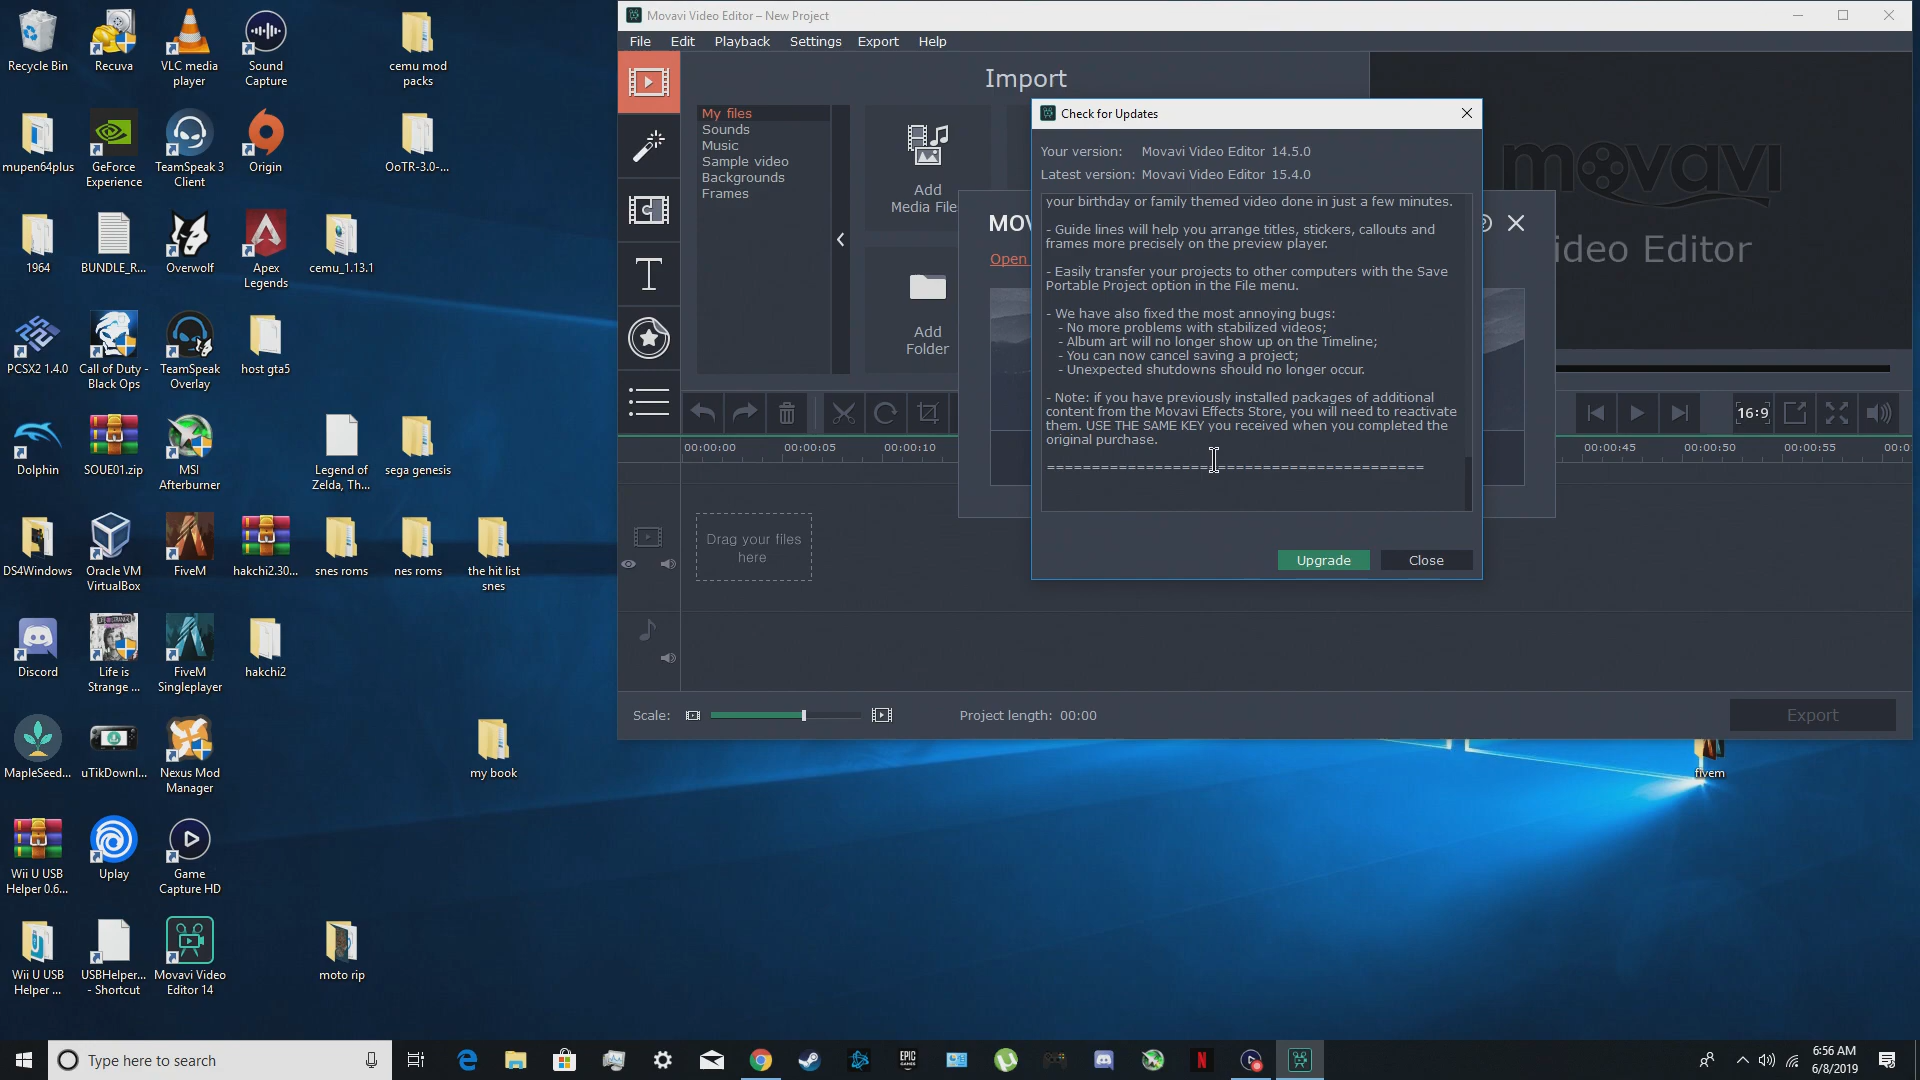 Recycle Bin
Recuva
VLC media
player
Sound
Capture
cemu mod
packs
mupen64plus
GeForce
Experience
TeamSpeak 3
Client
Origin
OoTR-3.0-...
1964
BUNDLE_R...
Overwolf
Apex
Legends
cemu_1.13.1
PCSX2 1.4.0
Call of Duty -
Black Ops
TeamSpeak
Overlay
host gta5
Dolphin
SOUE01.zip
MSI
Afterburner
Legend of
Zelda, Th...
sega genesis
DS4Windows
Oracle VM
VirtualBox
FiveM
hakchi2.30...
snes roms
nes roms
the hit list
snes
Discord
Life is
Strange ...
FiveM
Singleplayer
hakchi2
MapleSeed...
uTikDownl...
Nexus Mod
Manager
my book
Wii U USB
Helper 0.6...
Uplay
Game
Capture HD
Wii U USB
Helper ...
USBHelper...
- Shortcut
Movavi Video
Editor 14
moto rip
fivem
Movavi Video Editor – New Project
File Edit Playback Settings Export Help
Import
My files
Sounds
Music
Sample video
Backgrounds
Frames
Add
Media File
Add
Folder
MOV
Open
movavi
ideo Editor
Check for Updates
Your version: Movavi Video Editor 14.5.0
Latest version: Movavi Video Editor 15.4.0
your birthday or family themed video done in just a few minutes.
- Guide lines will help you arrange titles, stickers, callouts and
frames more precisely on the preview player.
- Easily transfer your projects to other computers with the Save
Portable Project option in the File menu.
- We have also fixed the most annoying bugs:
- No more problems with stabilized videos;
- Album art will no longer show up on the Timeline;
- You can now cancel saving a project;
- Unexpected shutdowns should no longer occur.
- Note: if you have previously installed packages of additional
content from the Movavi Effects Store, you will need to reactivate
them. USE THE SAME KEY you received when you completed the
original purchase.
==========================================
Upgrade Close
16:9
00:00:00 00:00:05 00:00:10 00:00:45 00:00:50 00:00:55 00:0
Drag your files
here
Scale: Project length: 00:00
Export
Type here to search
EPIC
GAMES
N
6:56 AM
6/8/2019